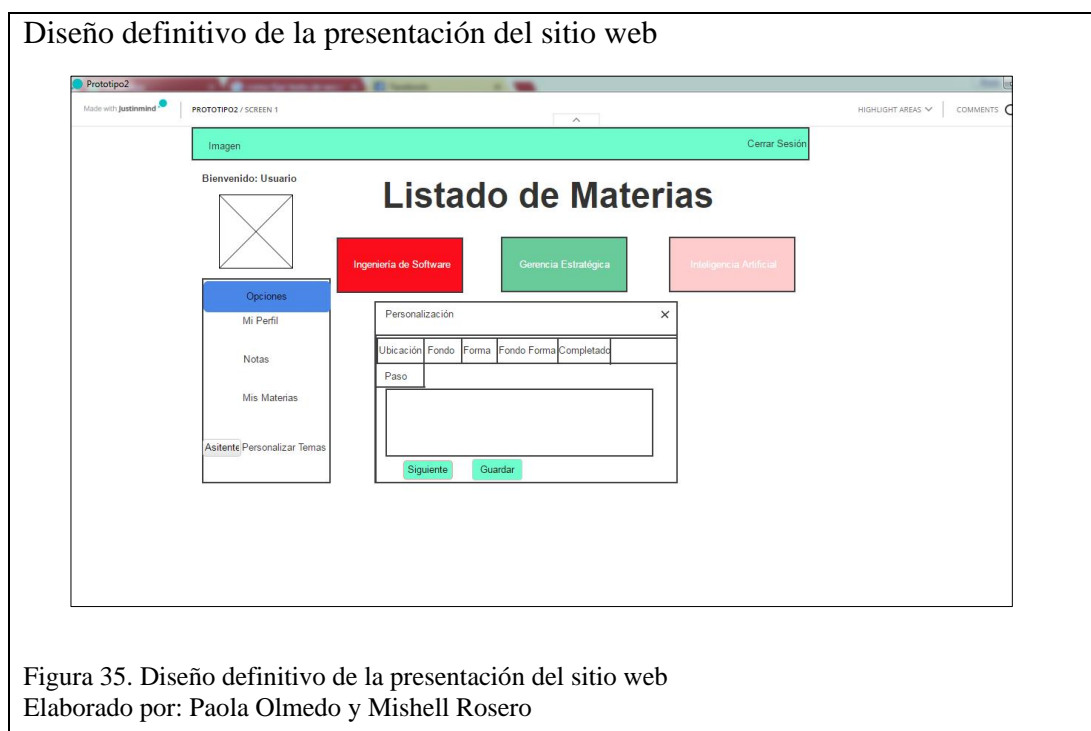 Diseño definitivo de la presentación del sitio web
Prototipo2
Made with Justinmind
PROTOTIPO2 / SCREEN 1
HIGHLIGHT AREAS
COMMENTS
Imagen
Cerrar Sesión
Bienvenido: Usuario
Listado de Materias
Ingeniería de Software
Gerencia Estratégica
Inteligencia Artificial
Opciones
Mi Perfil
Notas
Mis Materias
Asitente Personalizar Temas
Personalización
Ubicación Fondo Forma Fondo Forma Completado
Paso
Siguiente Guardar
Figura 35. Diseño definitivo de la presentación del sitio web
Elaborado por: Paola Olmedo y Mishell Rosero